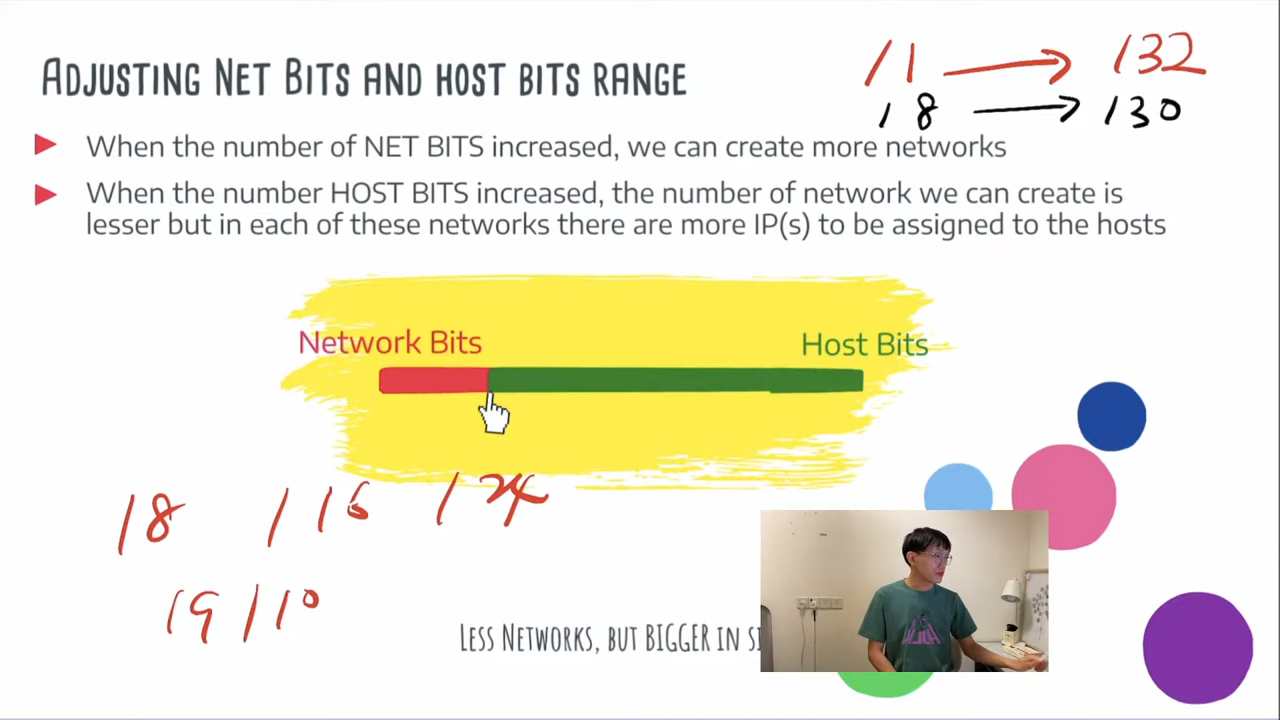 ADJUSTING NET BITS AND HOST BITS RANGE
/1 → /32
/8 → /30
When the number of NET BITS increased, we can create more networks
When the number HOST BITS increased, the number of network we can create is
lesser but in each of these networks there are more IP(s) to be assigned to the hosts
Network Bits Host Bits
/8 /16 /24
/9 /10
LESS NETWORKS, BUT BIGGER IN